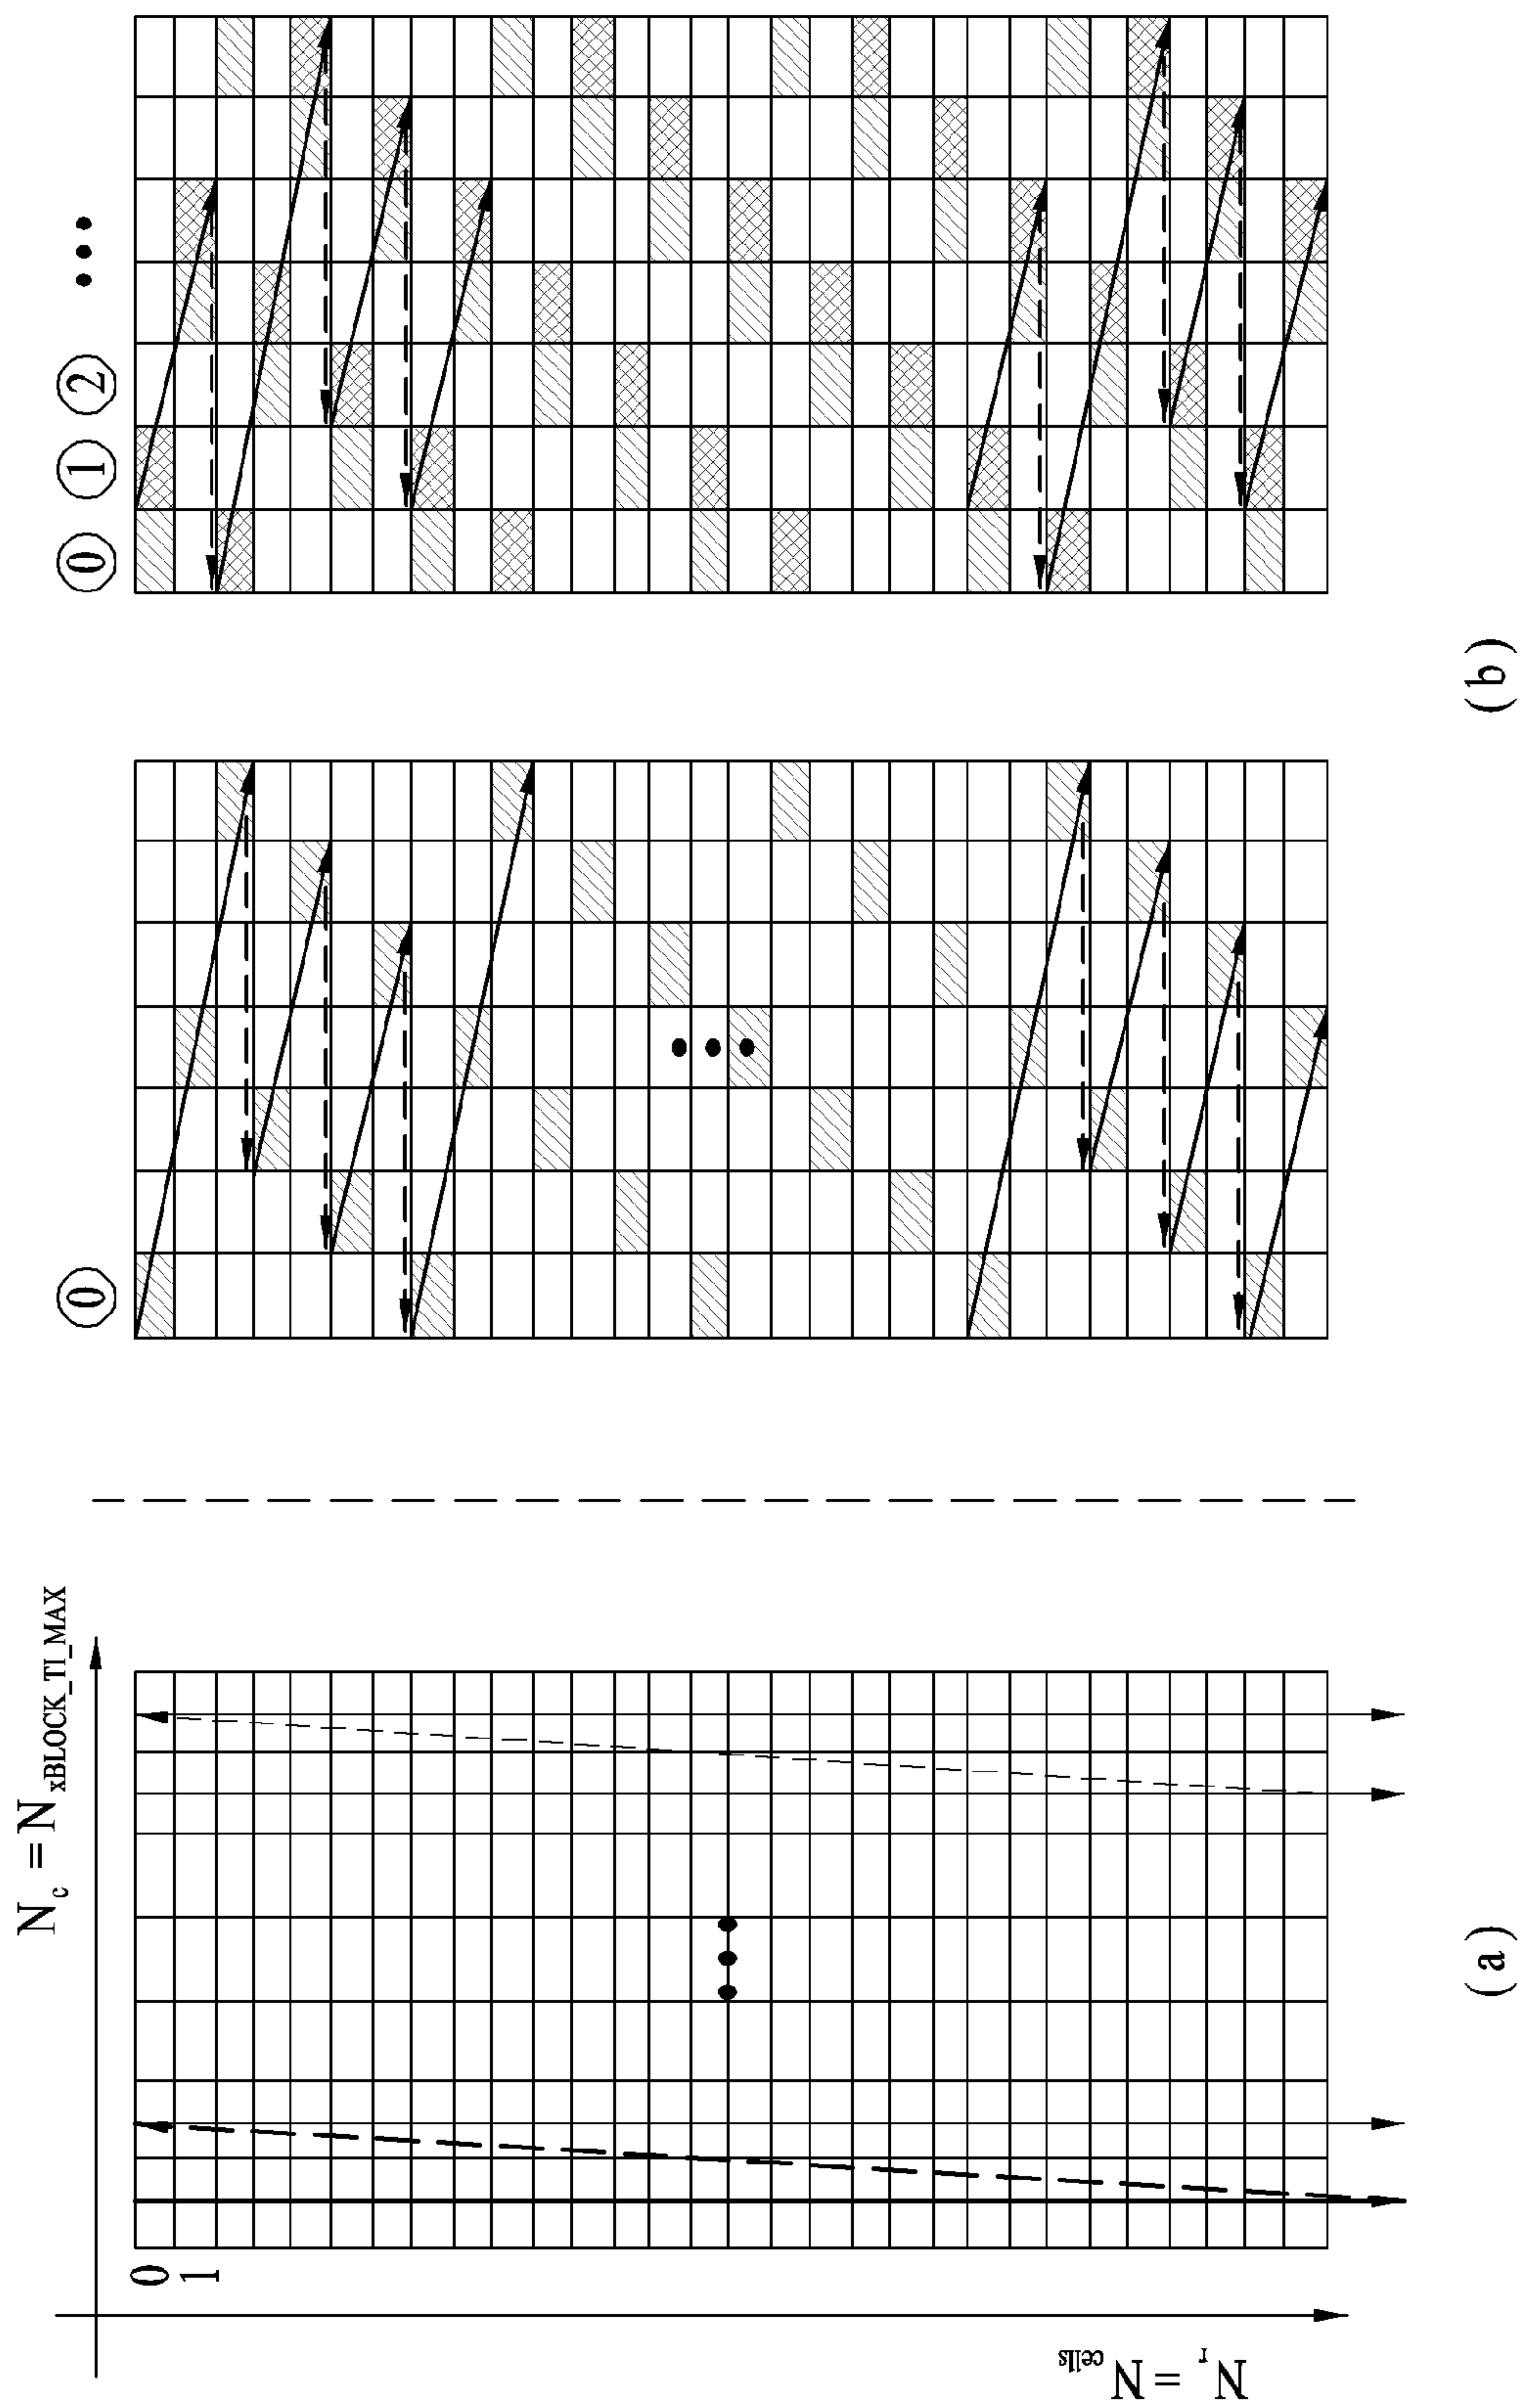 N_c = N_xBLOCK_TI_MAX
0
1
N_r = N_cells
0
0 1 2 •••
(a)
(b)